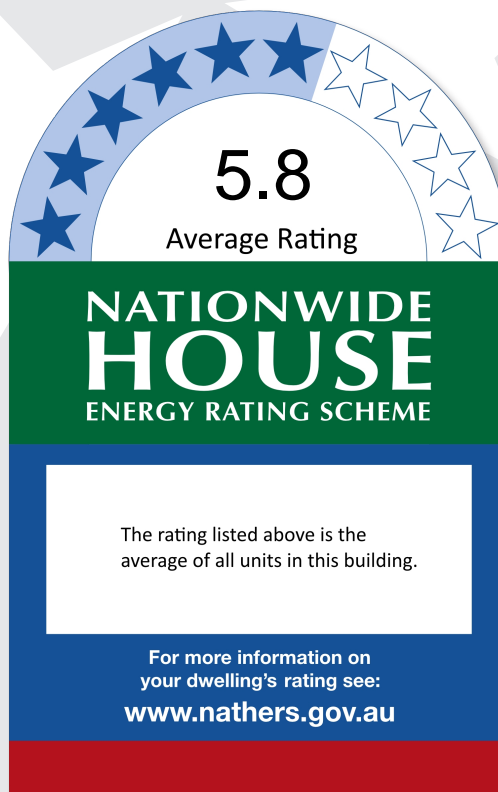 5.8
Average Rating
NATIONWIDE
HOUSE
ENERGY RATING SCHEME
The rating listed above is the
average of all units in this building.
For more information on
your dwelling’s rating see:
www.nathers.gov.au